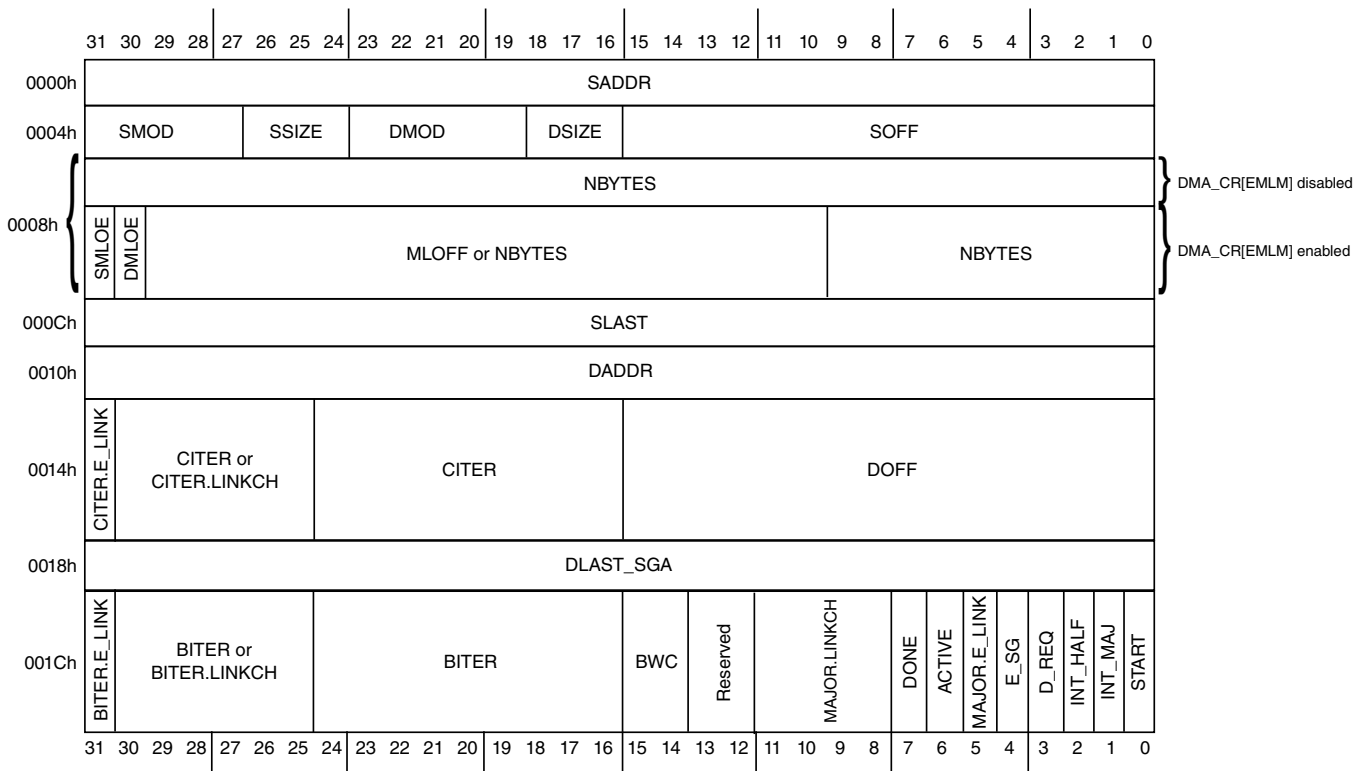 31 30 29 28 27 26 25 24 23 22 21 20 19 18 17 16 15 14 13 12 11 10 9 8 7 6 5 4 3 2 1 0
0000h SADDR
0004h SMOD SSIZE DMOD DSIZE SOFF
NBYTES DMA_CR[EMLM] disabled
0008h SMLOE DMLOE MLOFF or NBYTES NBYTES DMA_CR[EMLM] enabled
000Ch SLAST
0010h DADDR
0014h CITER.E_LINK CITER or
CITER.LINKCH CITER DOFF
0018h DLAST_SGA
001Ch BITER.E_LINK BITER or
BITER.LINKCH BITER BWC Reserved MAJOR.LINKCH DONE ACTIVE MAJOR.E_LINK E_SG D_REQ INT_HALF INT_MAJ START
31 30 29 28 27 26 25 24 23 22 21 20 19 18 17 16 15 14 13 12 11 10 9 8 7 6 5 4 3 2 1 0